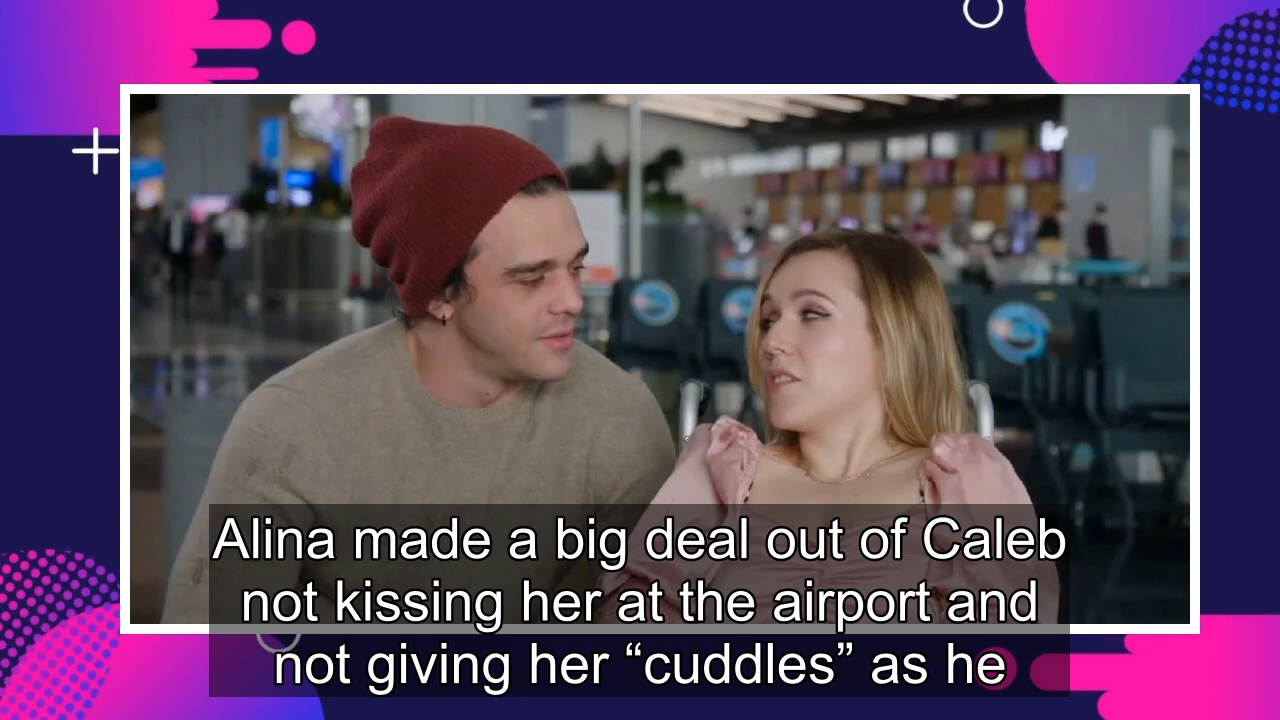 Alina made a big deal out of Caleb
not kissing her at the airport and
not giving her “cuddles” as he